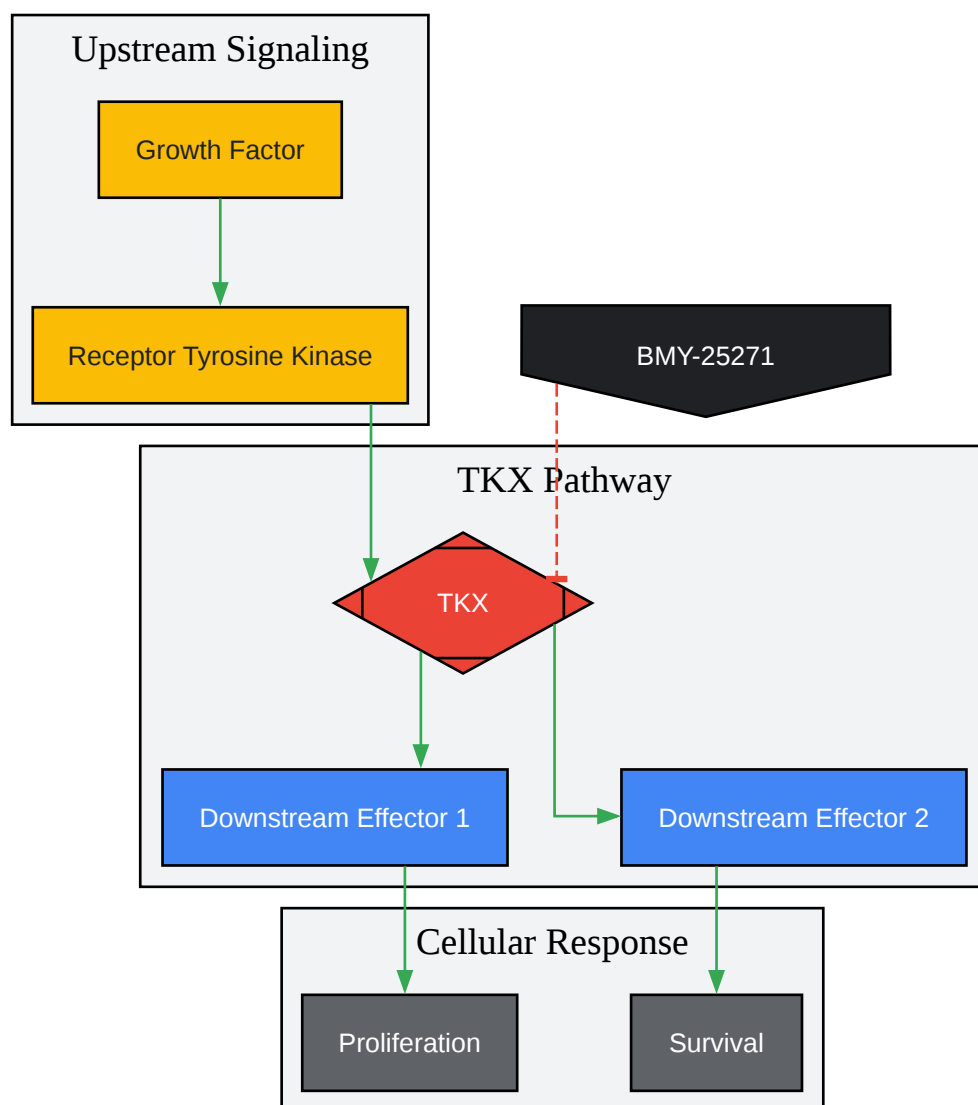 Upstream Signaling
Growth Factor
Receptor Tyrosine Kinase
BMY-25271
TKX Pathway
TKX
Downstream Effector 1
Downstream Effector 2
Cellular Response
Proliferation
Survival